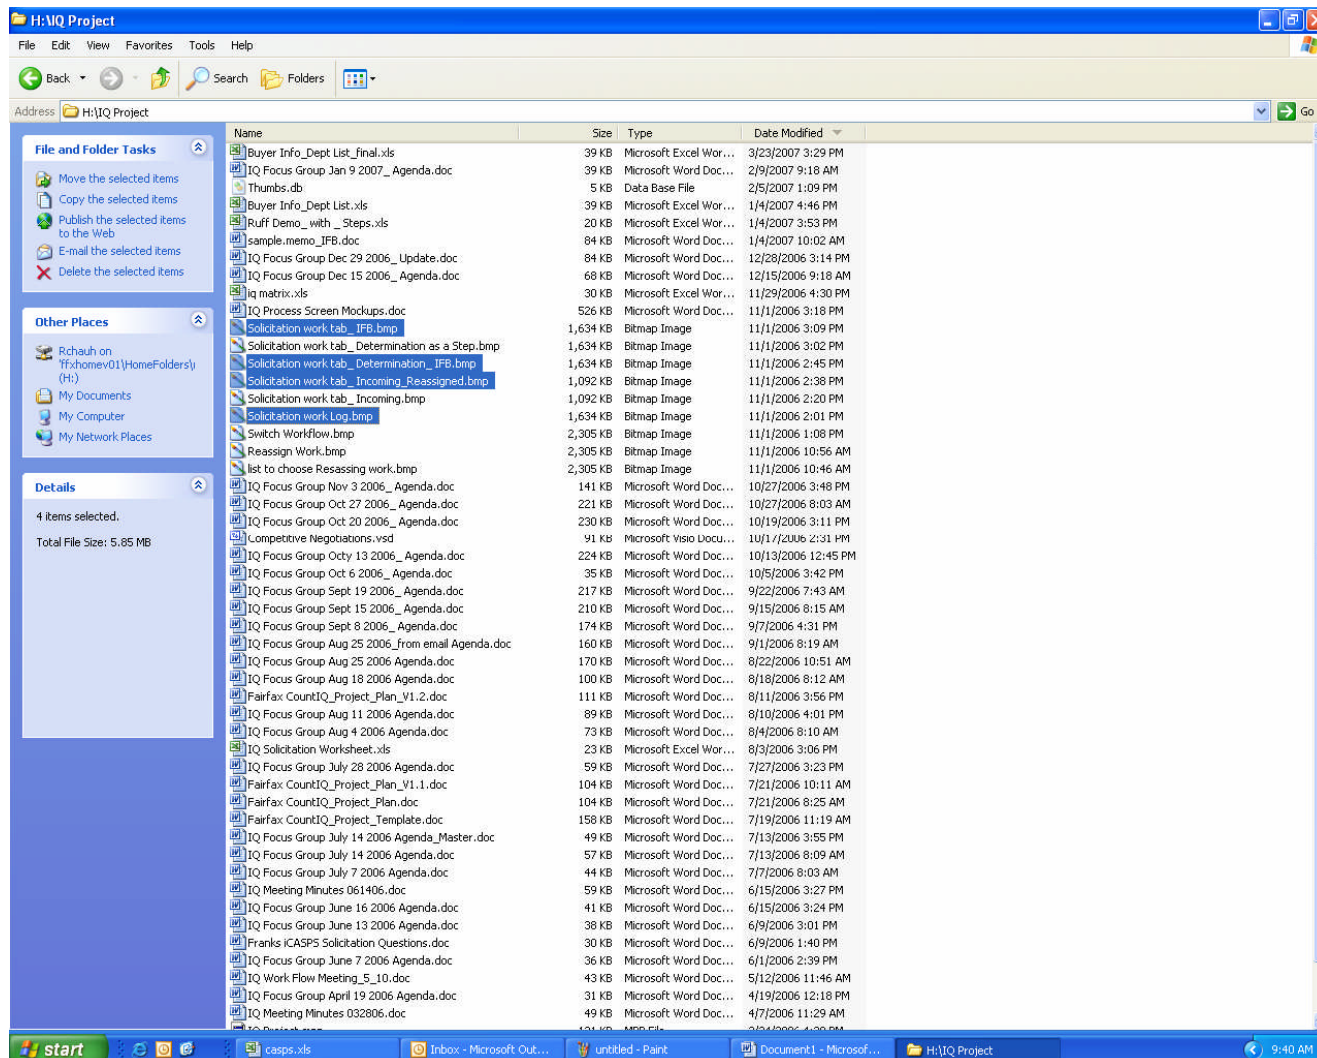 H:\IQ Project
File Edit View Favorites Tools Help
Back Search Folders
Address H:\IQ Project Go
File and Folder Tasks
Move the selected items
Copy the selected items
Publish the selected items
to the Web
E-mail the selected items
Delete the selected items
Other Places
Rchauh on
'ffxhomev01\HomeFolders\
(H:)
My Documents
My Computer
My Network Places
Details
4 items selected.
Total File Size: 5.85 MB
Name Size Type Date Modified
Buyer Info_Dept List_final.xls 39 KB Microsoft Excel Wor... 3/23/2007 3:29 PM
IQ Focus Group Jan 9 2007_ Agenda.doc 39 KB Microsoft Word Doc... 2/9/2007 9:18 AM
Thumbs.db 5 KB Data Base File 2/5/2007 1:09 PM
Buyer Info_Dept List.xls 39 KB Microsoft Excel Wor... 1/4/2007 4:46 PM
Ruff Demo_ with _ Steps.xls 20 KB Microsoft Excel Wor... 1/4/2007 3:53 PM
sample.memo_IFB.doc 84 KB Microsoft Word Doc... 1/4/2007 10:02 AM
IQ Focus Group Dec 29 2006_ Update.doc 84 KB Microsoft Word Doc... 12/28/2006 3:14 PM
IQ Focus Group Dec 15 2006_ Agenda.doc 68 KB Microsoft Word Doc... 12/15/2006 9:18 AM
iq matrix.xls 30 KB Microsoft Excel Wor... 11/29/2006 4:30 PM
IQ Process Screen Mockups.doc 526 KB Microsoft Word Doc... 11/1/2006 3:18 PM
Solicitation work tab_ IFB.bmp 1,634 KB Bitmap Image 11/1/2006 3:09 PM
Solicitation work tab_ Determination as a Step.bmp 1,634 KB Bitmap Image 11/1/2006 3:02 PM
Solicitation work tab_ Determination_ IFB.bmp 1,634 KB Bitmap Image 11/1/2006 2:45 PM
Solicitation work tab_ Incoming_Reassigned.bmp 1,092 KB Bitmap Image 11/1/2006 2:38 PM
Solicitation work tab_ Incoming.bmp 1,092 KB Bitmap Image 11/1/2006 2:20 PM
Solicitation work Log.bmp 1,634 KB Bitmap Image 11/1/2006 2:01 PM
Switch Workflow.bmp 2,305 KB Bitmap Image 11/1/2006 1:08 PM
Reassign Work.bmp 2,305 KB Bitmap Image 11/1/2006 10:56 AM
list to choose Resassing work.bmp 2,305 KB Bitmap Image 11/1/2006 10:46 AM
IQ Focus Group Nov 3 2006_ Agenda.doc 141 KB Microsoft Word Doc... 10/27/2006 3:48 PM
IQ Focus Group Oct 27 2006_ Agenda.doc 221 KB Microsoft Word Doc... 10/27/2006 8:03 AM
IQ Focus Group Oct 20 2006_ Agenda.doc 230 KB Microsoft Word Doc... 10/19/2006 3:11 PM
Competitive Negotiations.vsd 91 KB Microsoft Visio Docu... 10/17/2006 2:31 PM
IQ Focus Group Octy 13 2006_ Agenda.doc 224 KB Microsoft Word Doc... 10/13/2006 12:45 PM
IQ Focus Group Oct 6 2006_ Agenda.doc 35 KB Microsoft Word Doc... 10/5/2006 3:42 PM
IQ Focus Group Sept 19 2006_ Agenda.doc 217 KB Microsoft Word Doc... 9/22/2006 7:43 AM
IQ Focus Group Sept 15 2006_ Agenda.doc 210 KB Microsoft Word Doc... 9/15/2006 8:15 AM
IQ Focus Group Sept 8 2006_ Agenda.doc 174 KB Microsoft Word Doc... 9/7/2006 4:31 PM
IQ Focus Group Aug 25 2006_from email Agenda.doc 160 KB Microsoft Word Doc... 9/1/2006 8:19 AM
IQ Focus Group Aug 25 2006 Agenda.doc 170 KB Microsoft Word Doc... 8/22/2006 10:51 AM
IQ Focus Group Aug 18 2006 Agenda.doc 100 KB Microsoft Word Doc... 8/18/2006 8:12 AM
Fairfax CountIQ_Project_Plan_V1.2.doc 111 KB Microsoft Word Doc... 8/11/2006 3:56 PM
IQ Focus Group Aug 11 2006 Agenda.doc 89 KB Microsoft Word Doc... 8/10/2006 4:01 PM
IQ Focus Group Aug 4 2006 Agenda.doc 73 KB Microsoft Word Doc... 8/4/2006 8:10 AM
IQ Solicitation Worksheet.xls 23 KB Microsoft Excel Wor... 8/3/2006 3:06 PM
IQ Focus Group July 28 2006 Agenda.doc 59 KB Microsoft Word Doc... 7/27/2006 3:23 PM
Fairfax CountIQ_Project_Plan_V1.1.doc 104 KB Microsoft Word Doc... 7/21/2006 10:11 AM
Fairfax CountIQ_Project_Plan.doc 104 KB Microsoft Word Doc... 7/21/2006 8:25 AM
Fairfax CountIQ_Project_Template.doc 158 KB Microsoft Word Doc... 7/19/2006 11:19 AM
IQ Focus Group July 14 2006 Agenda_Master.doc 49 KB Microsoft Word Doc... 7/13/2006 3:55 PM
IQ Focus Group July 14 2006 Agenda.doc 57 KB Microsoft Word Doc... 7/13/2006 8:09 AM
IQ Focus Group July 7 2006 Agenda.doc 44 KB Microsoft Word Doc... 7/7/2006 8:03 AM
IQ Meeting Minutes 061406.doc 59 KB Microsoft Word Doc... 6/15/2006 3:27 PM
IQ Focus Group June 16 2006 Agenda.doc 41 KB Microsoft Word Doc... 6/15/2006 3:24 PM
IQ Focus Group June 13 2006 Agenda.doc 38 KB Microsoft Word Doc... 6/9/2006 3:01 PM
Franks iCASPS Solicitation Questions.doc 30 KB Microsoft Word Doc... 6/9/2006 1:40 PM
IQ Focus Group June 7 2006 Agenda.doc 36 KB Microsoft Word Doc... 6/1/2006 2:39 PM
IQ Work Flow Meeting_5_10.doc 43 KB Microsoft Word Doc... 5/12/2006 11:46 AM
IQ Focus Group April 19 2006 Agenda.doc 31 KB Microsoft Word Doc... 4/19/2006 12:18 PM
IQ Meeting Minutes 032806.doc 49 KB Microsoft Word Doc... 4/7/2006 11:29 AM
start casps.xls Inbox - Microsoft Out... untitled - Paint Document1 - Microsof... H:\IQ Project 9:40 AM